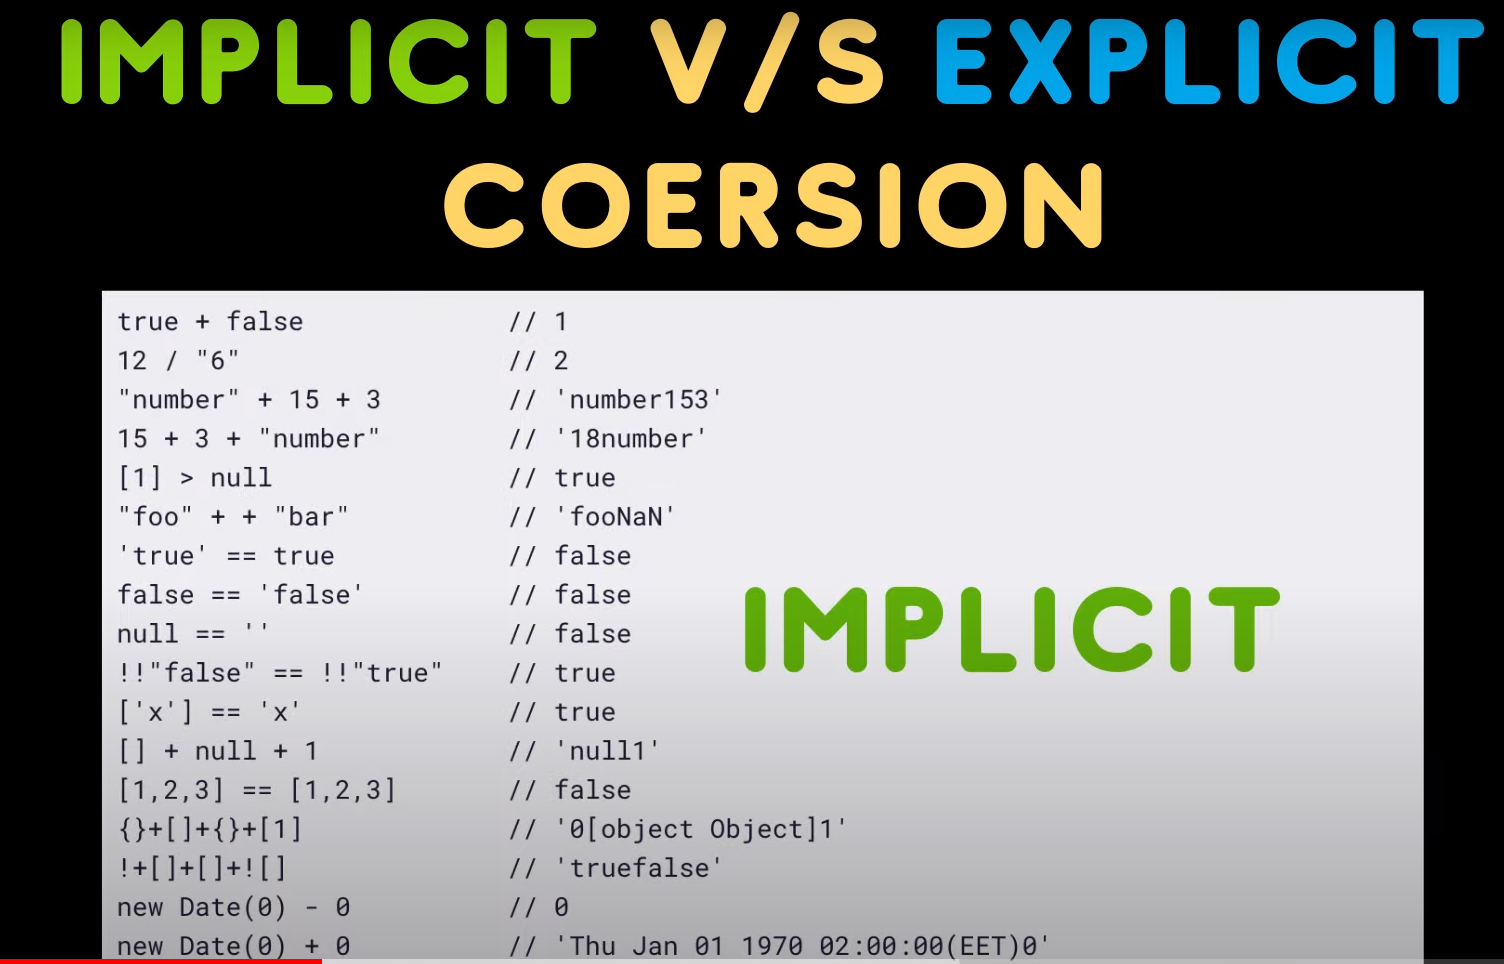 IMPLICIT V/S EXPLICIT
COERSION
true + false // 1
12 / "6" // 2
"number" + 15 + 3 // 'number153'
15 + 3 + "number" // '18number'
[1] > null // true
"foo" + + "bar" // 'fooNaN'
'true' == true // false
false == 'false' // false
null == '' // false
!!"false" == !!"true" // true
['x'] == 'x' // true
[] + null + 1 // 'null1'
[1,2,3] == [1,2,3] // false
{}+[]+{}+[1] // '0[object Object]1'
!+[]+[]+![] // 'truefalse'
new Date(0) - 0 // 0
new Date(0) + 0 // 'Thu Jan 01 1970 02:00:00(EET)0'
IMPLICIT